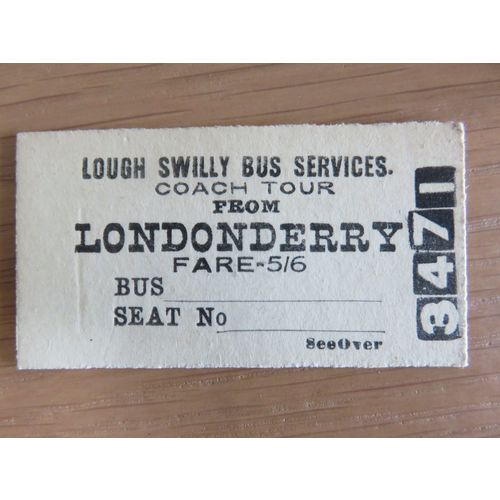 LOUGH SWILLY BUS SERVICES.
COACH TOUR
FROM
LONDONDERRY
FARE-5/6
BUS
SEAT No
SeeOver
3471